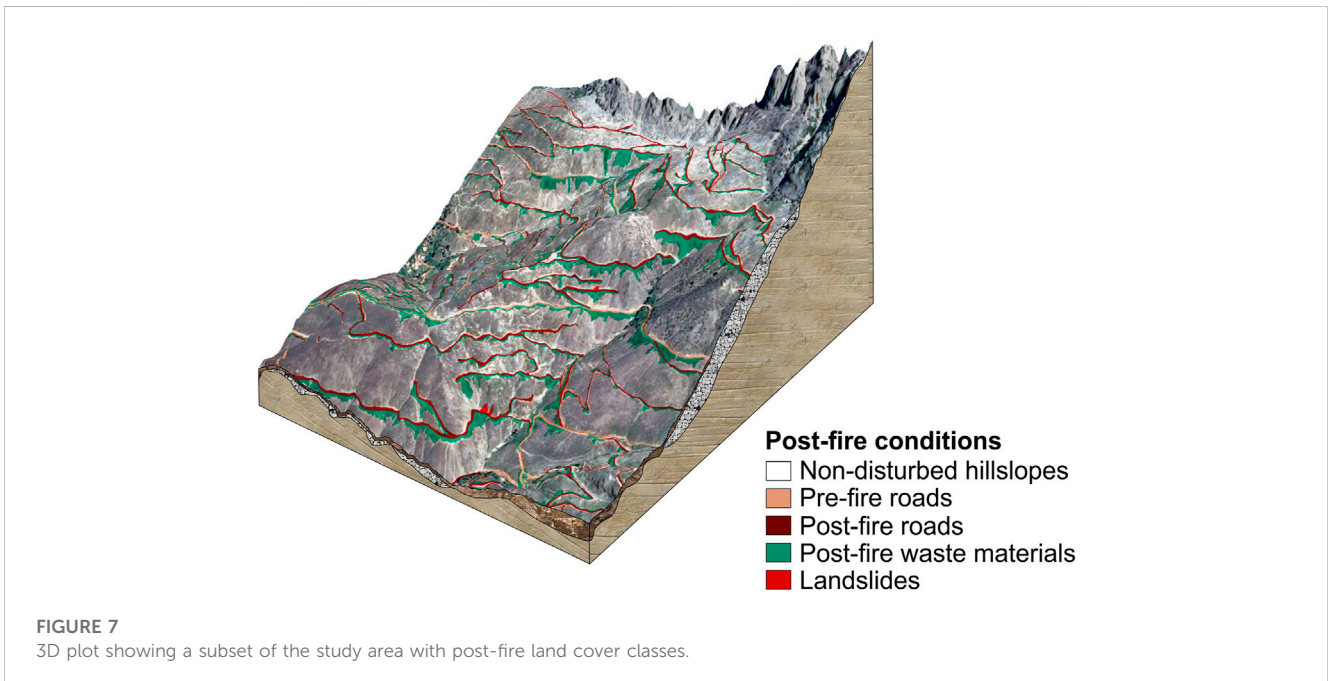 Post-fire conditions
Non-disturbed hillslopes
Pre-fire roads
Post-fire roads
Post-fire waste materials
Landslides
FIGURE 7
3D plot showing a subset of the study area with post-fire land cover classes.